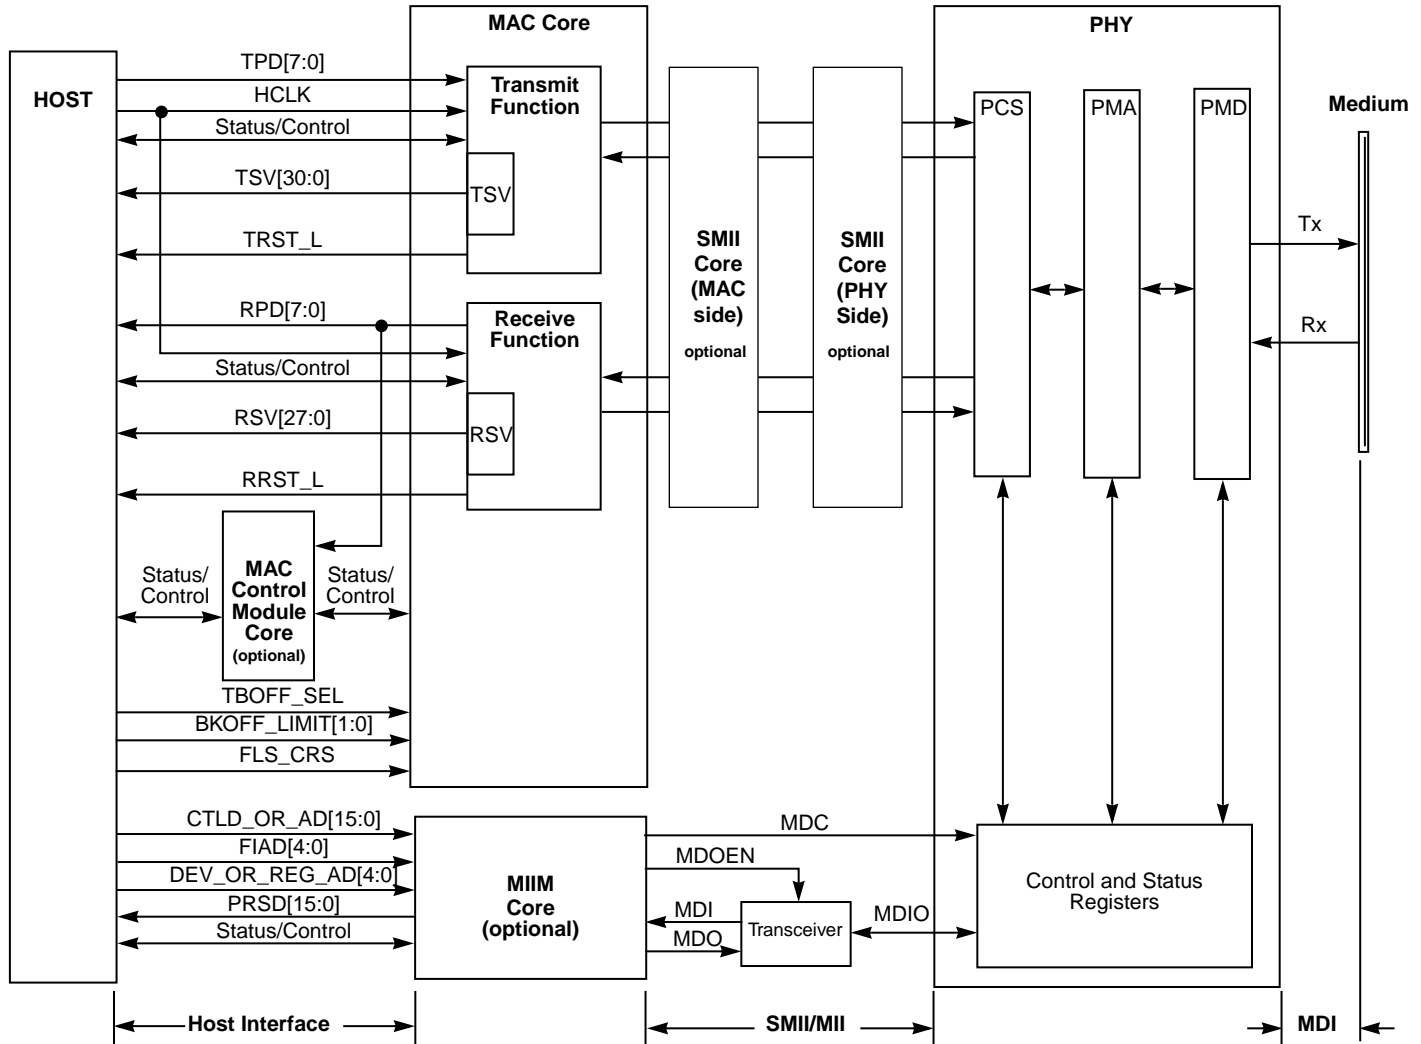 MAC Core
PHY
HOST
Medium
TPD[7:0]
HCLK
Status/Control
TSV[30:0]
TRST_L
Transmit
Function
TSV
RPD[7:0]
Status/Control
RSV[27:0]
RRST_L
Receive
Function
RSV
SMII
Core
(MAC
side)
optional
SMII
Core
(PHY
Side)
optional
PCS
PMA
PMD
Tx
Rx
Status/
Control
MAC
Control
Module
Core
(optional)
Status/
Control
TBOFF_SEL
BKOFF_LIMIT[1:0]
FLS_CRS
CTLD_OR_AD[15:0]
FIAD[4:0]
DEV_OR_REG_AD[4:0]
PRSD[15:0]
Status/Control
MIIM
Core
(optional)
MDC
MDOEN
MDI
MDO
Transceiver
MDIO
Control and Status
Registers
Host Interface
SMII/MII
MDI